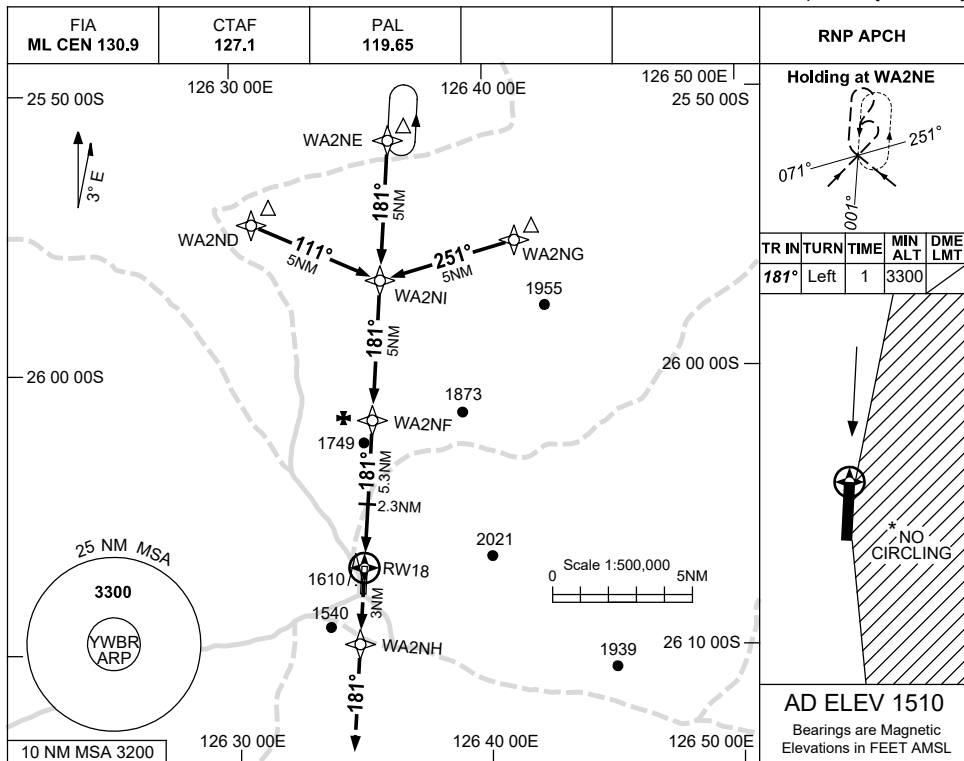 FIA
ML CEN 130.9
CTAF
127.1
PAL
119.65
RNP APCH
126 30 00E
126 40 00E
126 50 00E
25 50 00S
25 50 00S
3° E
WA2NE
181°
5NM
WA2ND
111°
5NM
251°
5NM
WA2NG
WA2NI
1955
181°
5NM
26 00 00S
26 00 00S
1873
WA2NF
1749
181°
5.3NM
2.3NM
2021
RW18
1610
3NM
Scale 1:500,000
0
5NM
1540
WA2NH
26 10 00S
1939
181°
25 NM MSA
3300
YWBR
ARP
10 NM MSA 3200
126 30 00E
126 40 00E
126 50 00E
Holding at WA2NE
251°
071°
001°
TR IN TURN TIME MIN ALT DME LMT
181° Left 1 3300
*NO
CIRCLING
AD ELEV 1510
Bearings are Magnetic
Elevations in FEET AMSL